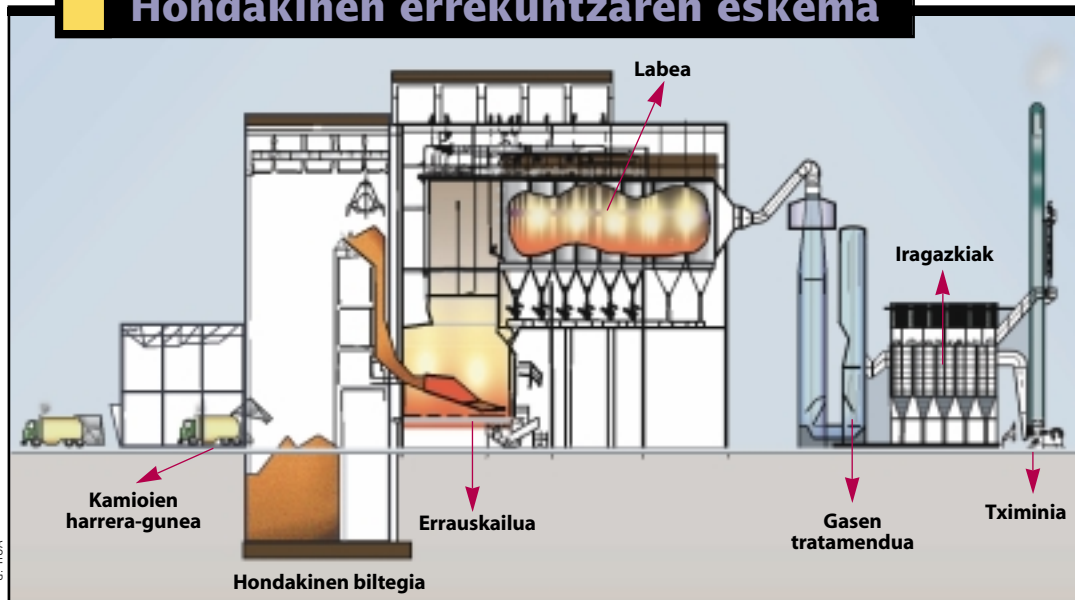 Hondakinen errekuntzaren eskema
Labea
Iragazkiak
Kamioien
harrera-gunea
Errauskailua
Gasen
tratamendua
Tximinia
Hondakinen biltegia